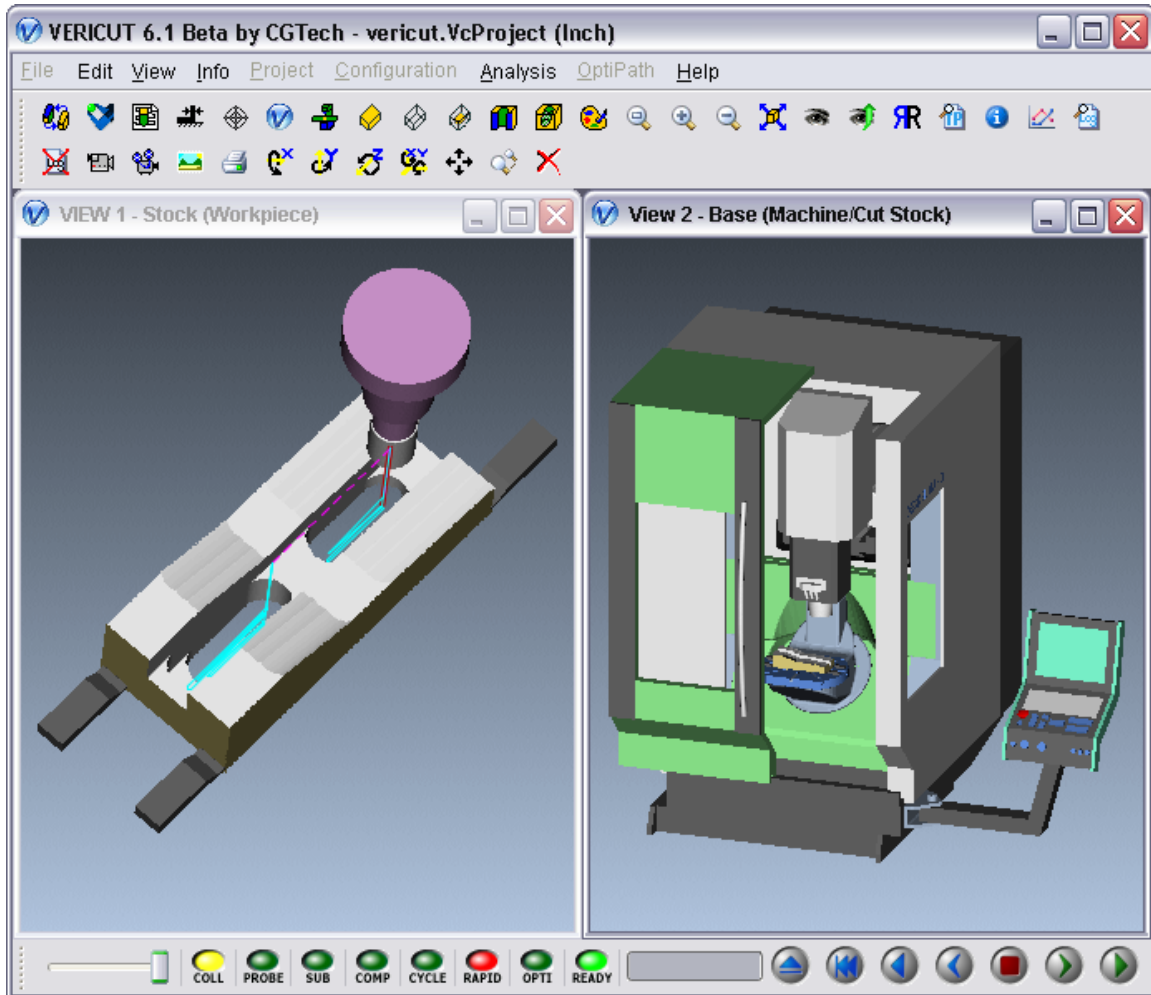 VERICUT 6.1 Beta by CGTech - vericut.VcProject (Inch)
File Edit View Info Project Configuration Analysis OptiPath Help
VIEW 1 - Stock (Workpiece)
View 2 - Base (Machine/Cut Stock)
COLL PROBE SUB COMP CYCLE RAPID OPTI READY